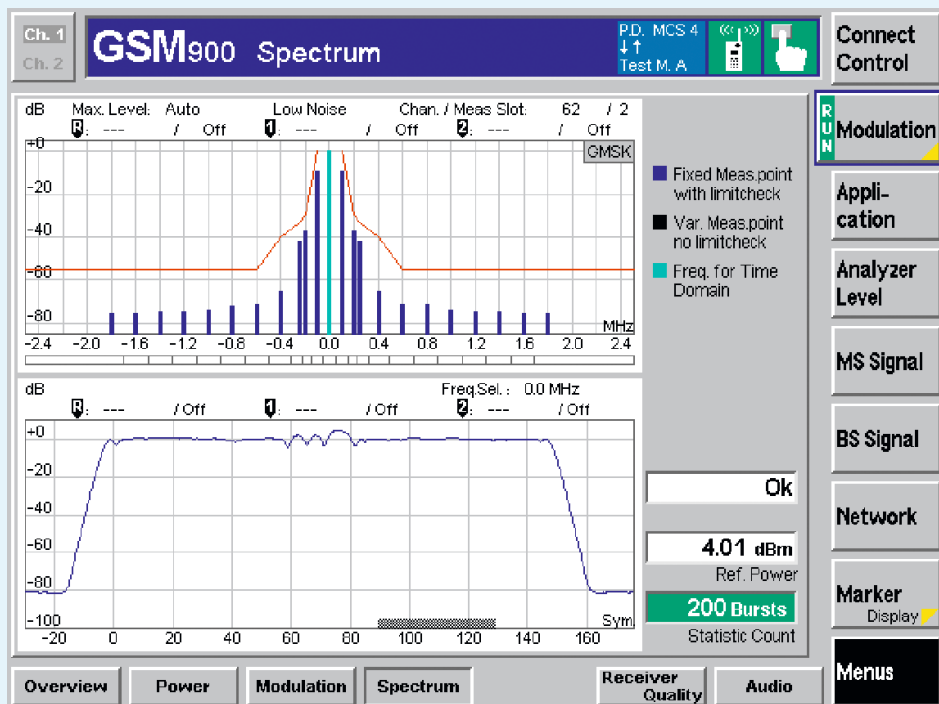 Ch. 1
Ch. 2
GSM900 Spectrum
P.D. MCS 4
↓↑
Test M. A
Connect
Control
dB Max. Level: Auto Low Noise Chan. / Meas Slot: 62 / 2
R: --- / Off 1: --- / Off 2: --- / Off
+0
-20
-40
-60
-80
GMSK
MHz
-2.4 -2.0 -1.6 -1.2 -0.8 -0.4 0.0 0.4 0.8 1.2 1.6 2.0 2.4
Fixed Meas.point
with limitcheck
Var. Meas.point
no limitcheck
Freq. for Time
Domain
dB Freq.Sel.: 0.0 MHz
R: --- / Off 1: --- / Off 2: --- / Off
+0
-20
-40
-60
-80
-100
Sym
-20 0 20 40 60 80 100 120 140 160
Ok
4.01 dBm
Ref. Power
200 Bursts
Statistic Count
RUN
Modulation
Appli-
cation
Analyzer
Level
MS Signal
BS Signal
Network
Marker
Display
Menus
Overview
Power
Modulation
Spectrum
Receiver
Quality
Audio